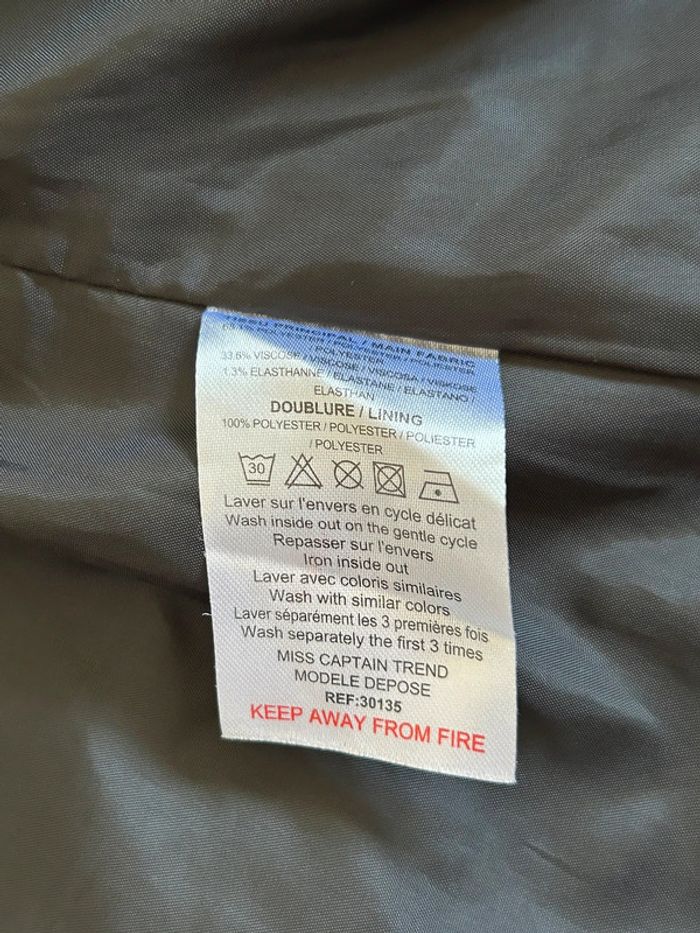 TISSU PRINCIPAL / MAIN FABRIC
POLYESTER / POLYESTER / POLIESTER
33.6% VISCOSE / VISCOSE / VISCOSA / VISKOSE
1.3% ELASTHANNE / ELASTANE / ELASTANO /
ELASTHAN
DOUBLURE / LINING
100% POLYESTER / POLYESTER / POLIESTER
/ POLYESTER
30
Laver sur l'envers en cycle délicat
Wash inside out on the gentle cycle
Repasser sur l'envers
Iron inside out
Laver avec coloris similaires
Wash with similar colors
Laver séparément les 3 premières fois
Wash separately the first 3 times
MISS CAPTAIN TREND
MODELE DEPOSE
REF:30135
KEEP AWAY FROM FIRE